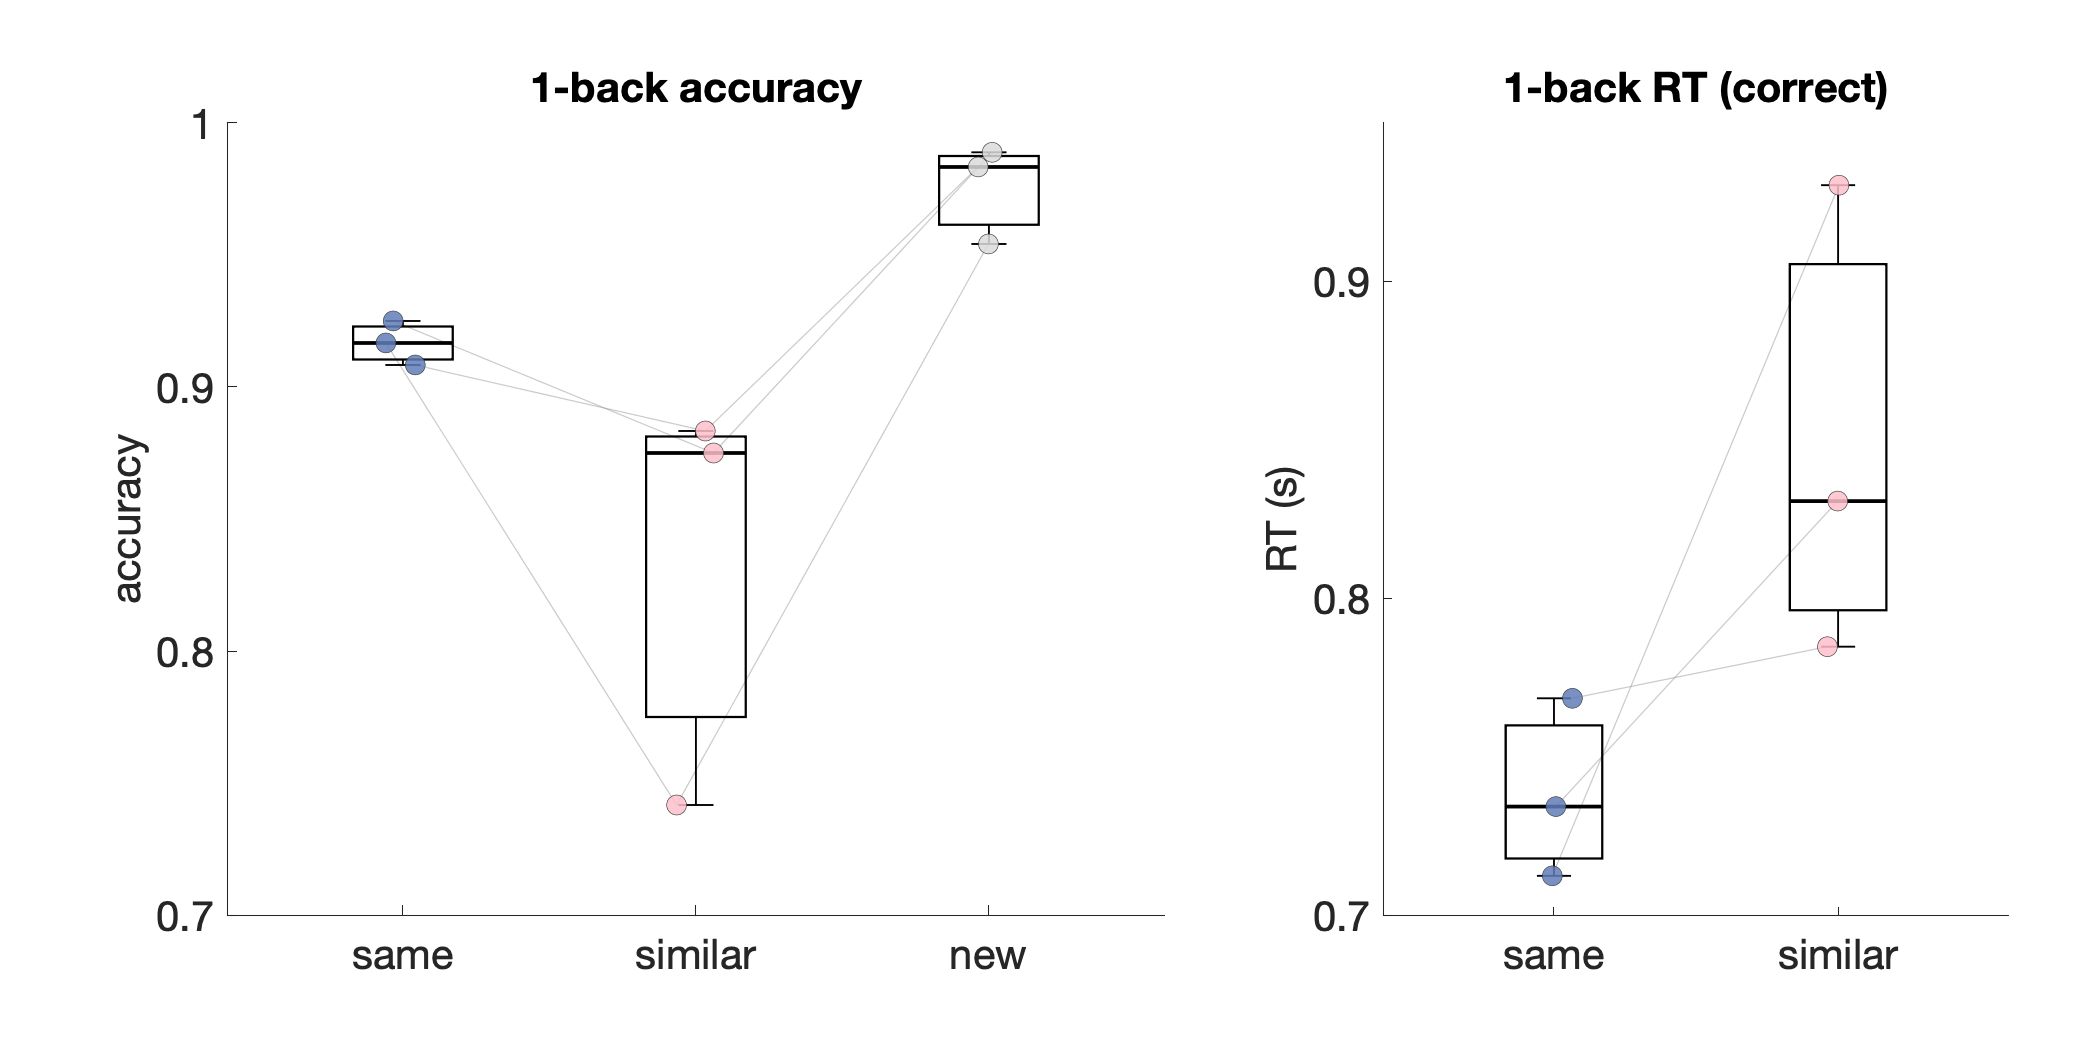 1-back accuracy
1
0.9
0.8
0.7
accuracy
same
similar
new
1-back RT (correct)
0.9
0.8
0.7
RT (s)
same
similar